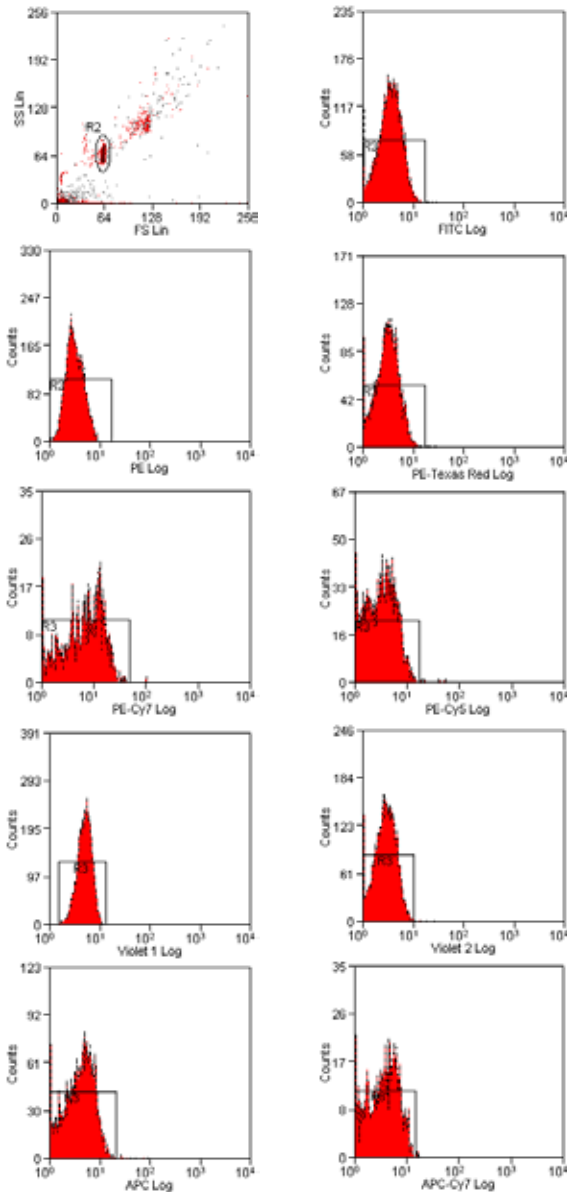 256
192
SS Lin
128
R2
64
0
0 64 128 192 256
FS Lin
235
176
Counts
117
58
0
10⁰ 10¹ 10² 10³ 10⁴
FITC Log
330
247
Counts
165
82
0
10⁰ 10¹ 10² 10³ 10⁴
PE Log
171
128
Counts
85
42
0
10⁰ 10¹ 10² 10³ 10⁴
PE-Texas Red Log
35
26
Counts
17
8
R3
0
10⁰ 10¹ 10² 10³ 10⁴
PE-Cy7 Log
67
50
Counts
33
16
0
10⁰ 10¹ 10² 10³ 10⁴
PE-Cy5 Log
391
293
Counts
195
97
R3
0
10⁰ 10¹ 10² 10³ 10⁴
Violet 1 Log
246
184
Counts
123
61
R3
0
10⁰ 10¹ 10² 10³ 10⁴
Violet 2 Log
123
92
Counts
61
30
0
10⁰ 10¹ 10² 10³ 10⁴
APC Log
35
26
Counts
17
8
0
10⁰ 10¹ 10² 10³ 10⁴
APC-Cy7 Log